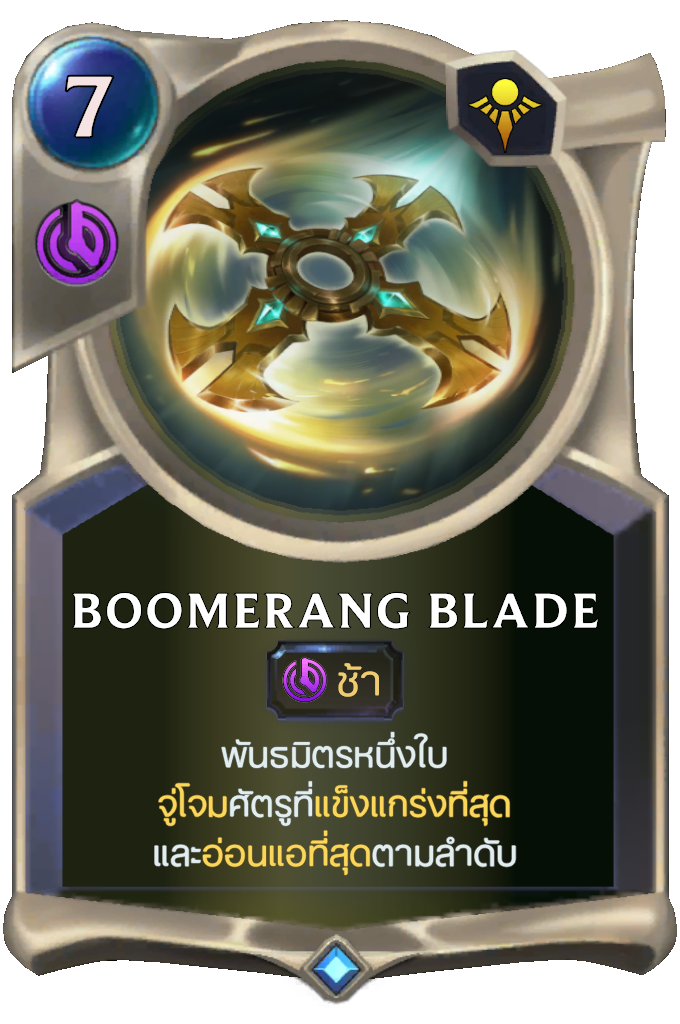 7
BOOMERANG BLADE
ช้า
พันธมิตรหนึ่งใบ
จู่โจมศัตรูที่แข็งแกร่งที่สุด
และอ่อนแอที่สุดตามลำดับ